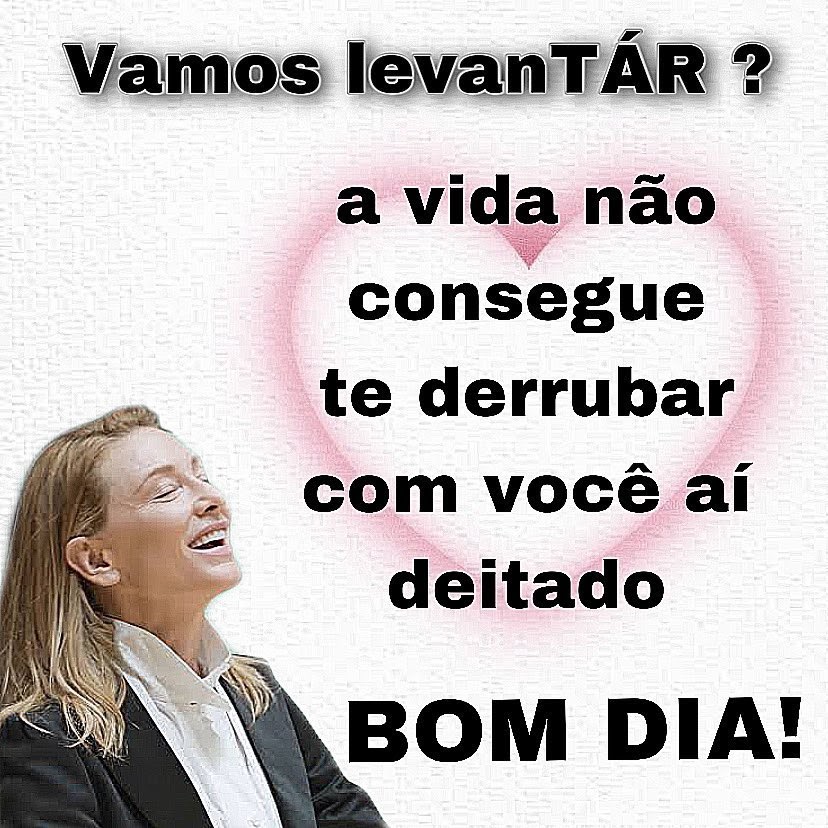 Vamos levanTÁR ?
a vida não
consegue
te derrubar
com você aí
deitado
BOM DIA!